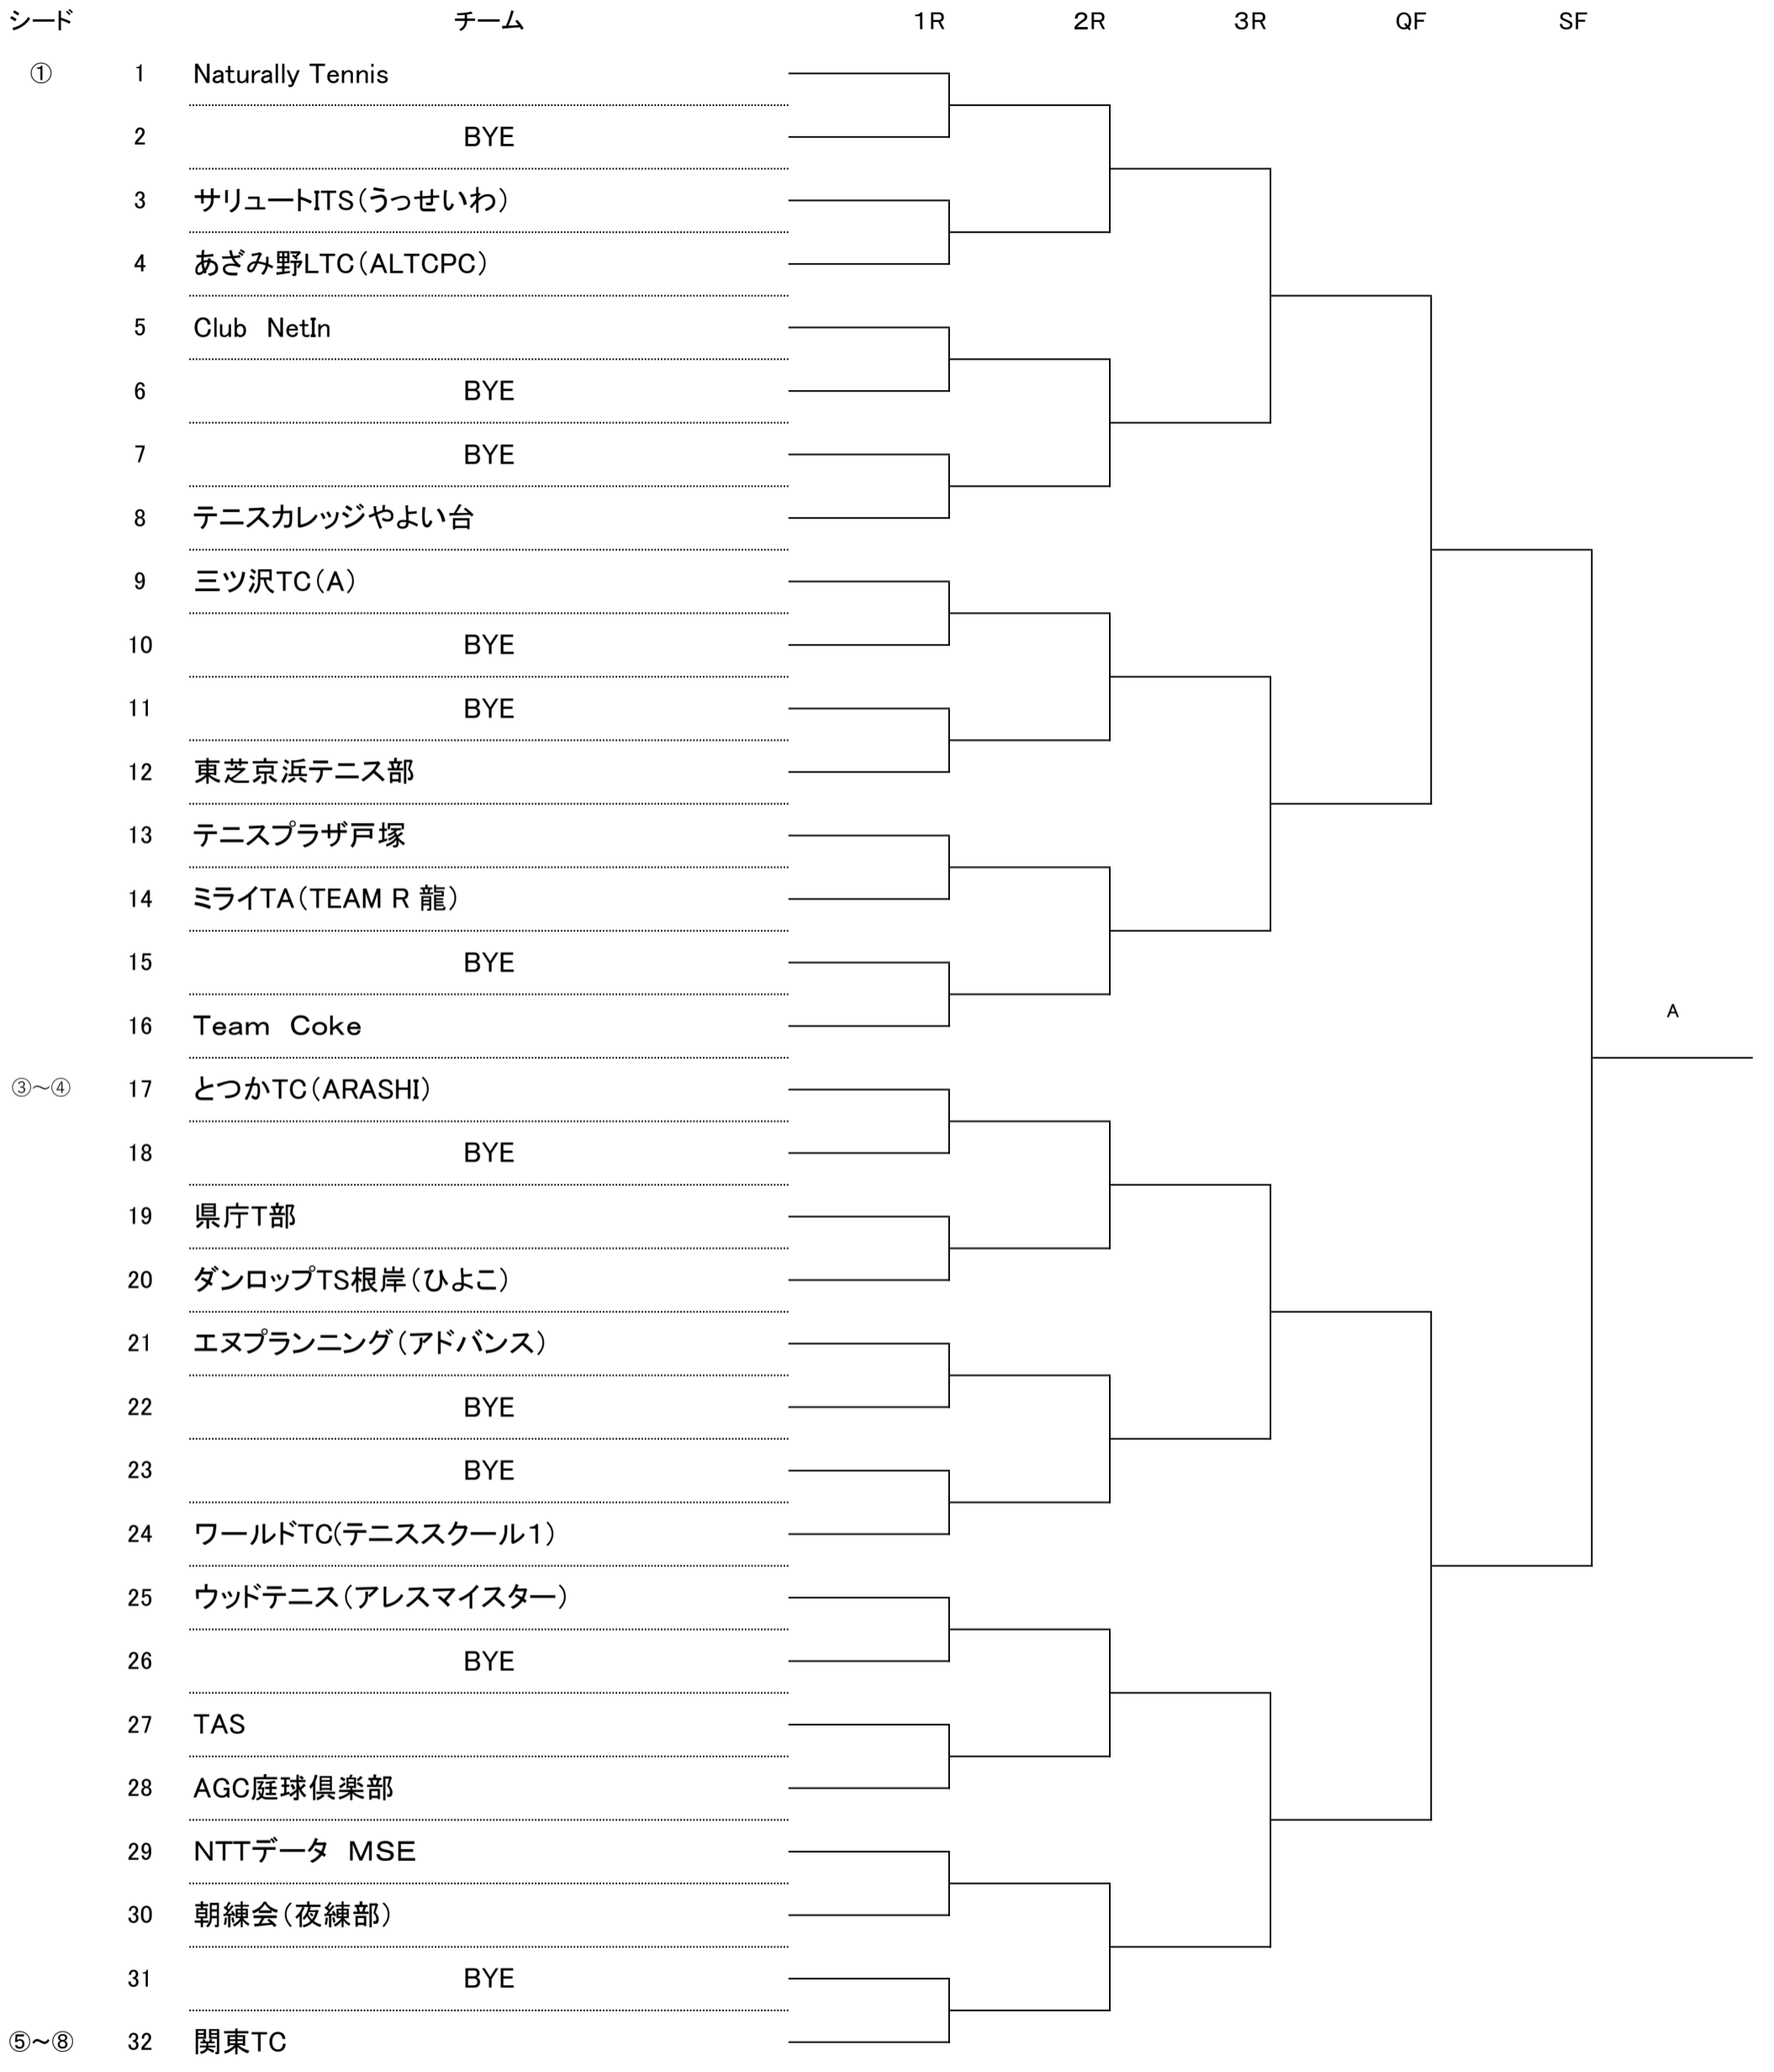 シード チーム 1R 2R 3R QF SF
① 1 Naturally Tennis
2 BYE
3 サリュートITS(うっせいわ)
4 あざみ野LTC(ALTCPC)
5 Club　NetIn
6 BYE
7 BYE
8 テニスカレッジやよい台
9 三ツ沢TC(A)
10 BYE
11 BYE
12 東芝京浜テニス部
13 テニスプラザ戸塚
14 ミライTA(TEAM R 龍)
15 BYE
16 Team　Coke
A
③～④ 17 とつかTC(ARASHI)
18 BYE
19 県庁T部
20 ダンロップTS根岸(ひよこ)
21 エヌプランニング(アドバンス)
22 BYE
23 BYE
24 ワールドTC(テニススクール1)
25 ウッドテニス(アレスマイスター)
26 BYE
27 TAS
28 AGC庭球倶楽部
29 NTTデータ　MSE
30 朝練会(夜練部)
31 BYE
⑤～⑧ 32 関東TC